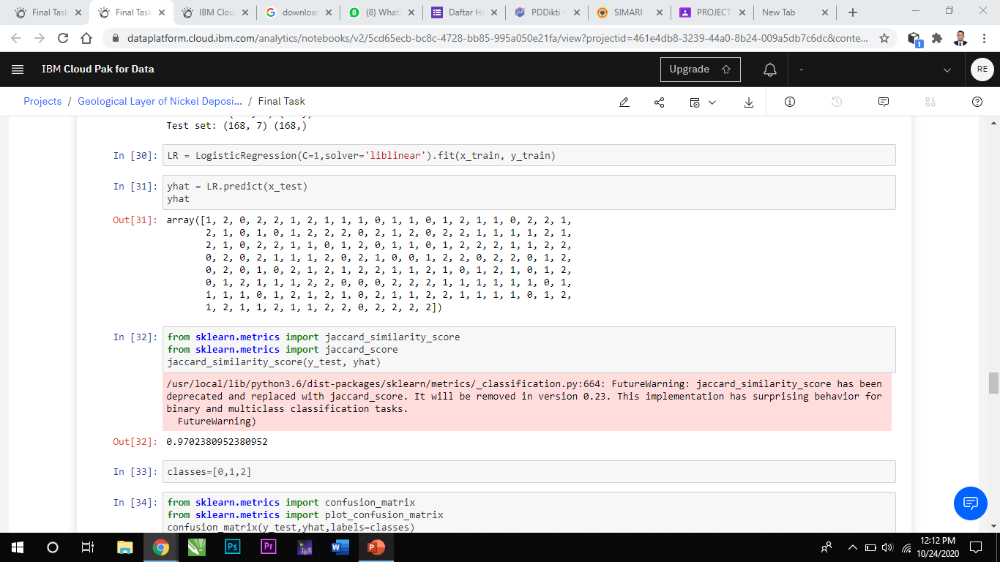 Final Task
Final Task
IBM Clou
download
(8) Whats
Daftar Ha
PDDikti -
SIMARI
PROJECT
New Tab
dataplatform.cloud.ibm.com/analytics/notebooks/v2/5cd65ecb-bc8c-4728-bb85-995a050e21fa/view?projectid=461e4db8-3239-44a0-8b24-009a5db7c6dc&conte...
1
IBM Cloud Pak for Data
Upgrade
-
RE
Projects / Geological Layer of Nickel Deposi... / Final Task
Test set: (168, 7) (168,)
In [30]: LR = LogisticRegression(C=1,solver='liblinear').fit(x_train, y_train)
In [31]: yhat = LR.predict(x_test)
yhat
Out[31]: array([1, 2, 0, 2, 2, 1, 2, 1, 1, 1, 0, 1, 1, 0, 1, 2, 1, 1, 0, 2, 2, 1,
2, 1, 0, 1, 0, 1, 2, 2, 2, 0, 2, 1, 2, 0, 2, 2, 1, 1, 1, 1, 2, 1,
2, 1, 0, 2, 2, 1, 1, 0, 1, 2, 0, 1, 1, 0, 1, 2, 2, 2, 1, 1, 2, 2,
0, 2, 0, 2, 1, 1, 1, 2, 0, 2, 1, 0, 0, 1, 2, 2, 0, 2, 2, 0, 1, 2,
0, 2, 0, 1, 0, 2, 1, 2, 1, 2, 2, 1, 1, 2, 1, 0, 1, 2, 1, 0, 1, 2,
0, 1, 2, 1, 1, 1, 2, 2, 0, 0, 0, 2, 2, 2, 1, 1, 1, 1, 1, 1, 0, 1,
1, 1, 1, 0, 1, 2, 1, 2, 1, 0, 2, 1, 1, 2, 2, 1, 1, 1, 1, 0, 1, 2,
1, 2, 1, 1, 2, 1, 1, 2, 2, 0, 2, 2, 2, 2])
In [32]: from sklearn.metrics import jaccard_similarity_score
from sklearn.metrics import jaccard_score
jaccard_similarity_score(y_test, yhat)
/usr/local/lib/python3.6/dist-packages/sklearn/metrics/_classification.py:664: FutureWarning: jaccard_similarity_score has been
deprecated and replaced with jaccard_score. It will be removed in version 0.23. This implementation has surprising behavior for
binary and multiclass classification tasks.
FutureWarning)
Out[32]: 0.9702380952380952
In [33]: classes=[0,1,2]
In [34]: from sklearn.metrics import confusion_matrix
from sklearn.metrics import plot_confusion_matrix
confusion_matrix(y_test,yhat,labels=classes)
12:12 PM
10/24/2020